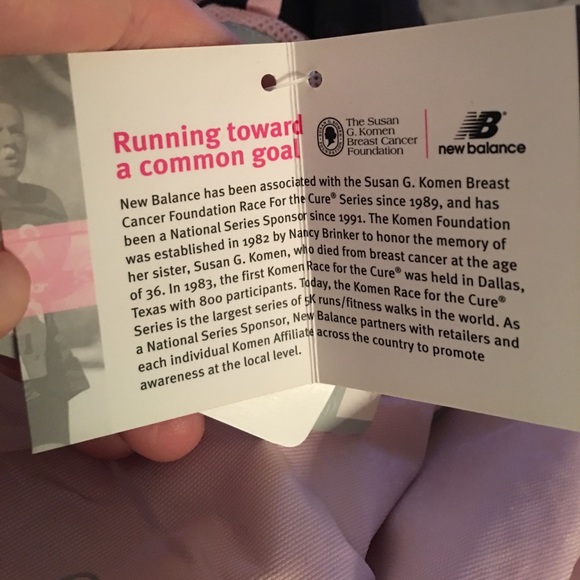 Running toward
a common goal
The Susan
G. Komen
Breast Cancer
Foundation
NB
new balance
New Balance has been associated with the Susan G. Komen Breast
Cancer Foundation Race For the Cure® Series since 1989, and has
been a National Series Sponsor since 1991. The Komen Foundation
was established in 1982 by Nancy Brinker to honor the memory of
her sister, Susan G. Komen, who died from breast cancer at the age
of 36. In 1983, the first Komen Race for the Cure® was held in Dallas,
Texas with 800 participants. Today, the Komen Race for the Cure®
Series is the largest series of 5K runs/fitness walks in the world. As
a National Series Sponsor, New Balance partners with retailers and
each individual Komen Affiliate across the country to promote
awareness at the local level.